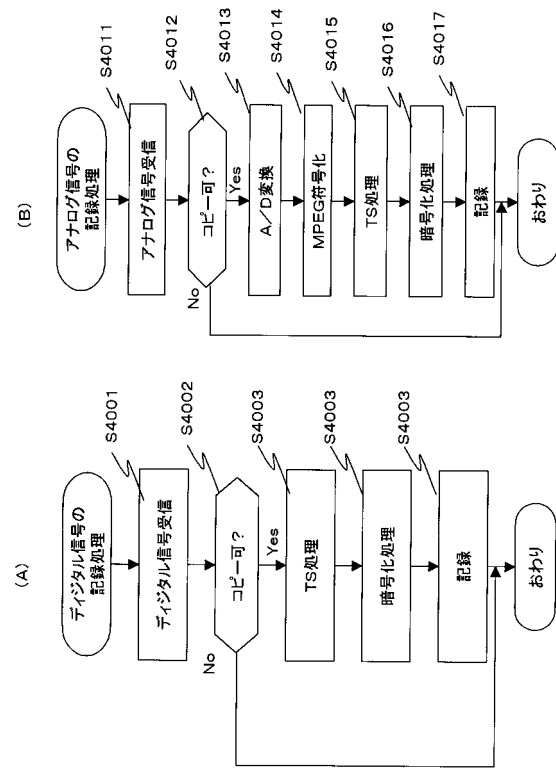 (A)
ディジタル信号の
記録処理
ディジタル信号受信
S4001
コピー可?
S4002
No
Yes
TS処理
S4003
暗号化処理
S4003
記録
S4003
おわり
(B)
アナログ信号の
記録処理
アナログ信号受信
S4011
コピー可?
S4012
No
Yes
A/D変換
S4013
MPEG符号化
S4014
TS処理
S4015
暗号化処理
S4016
記録
S4017
おわり